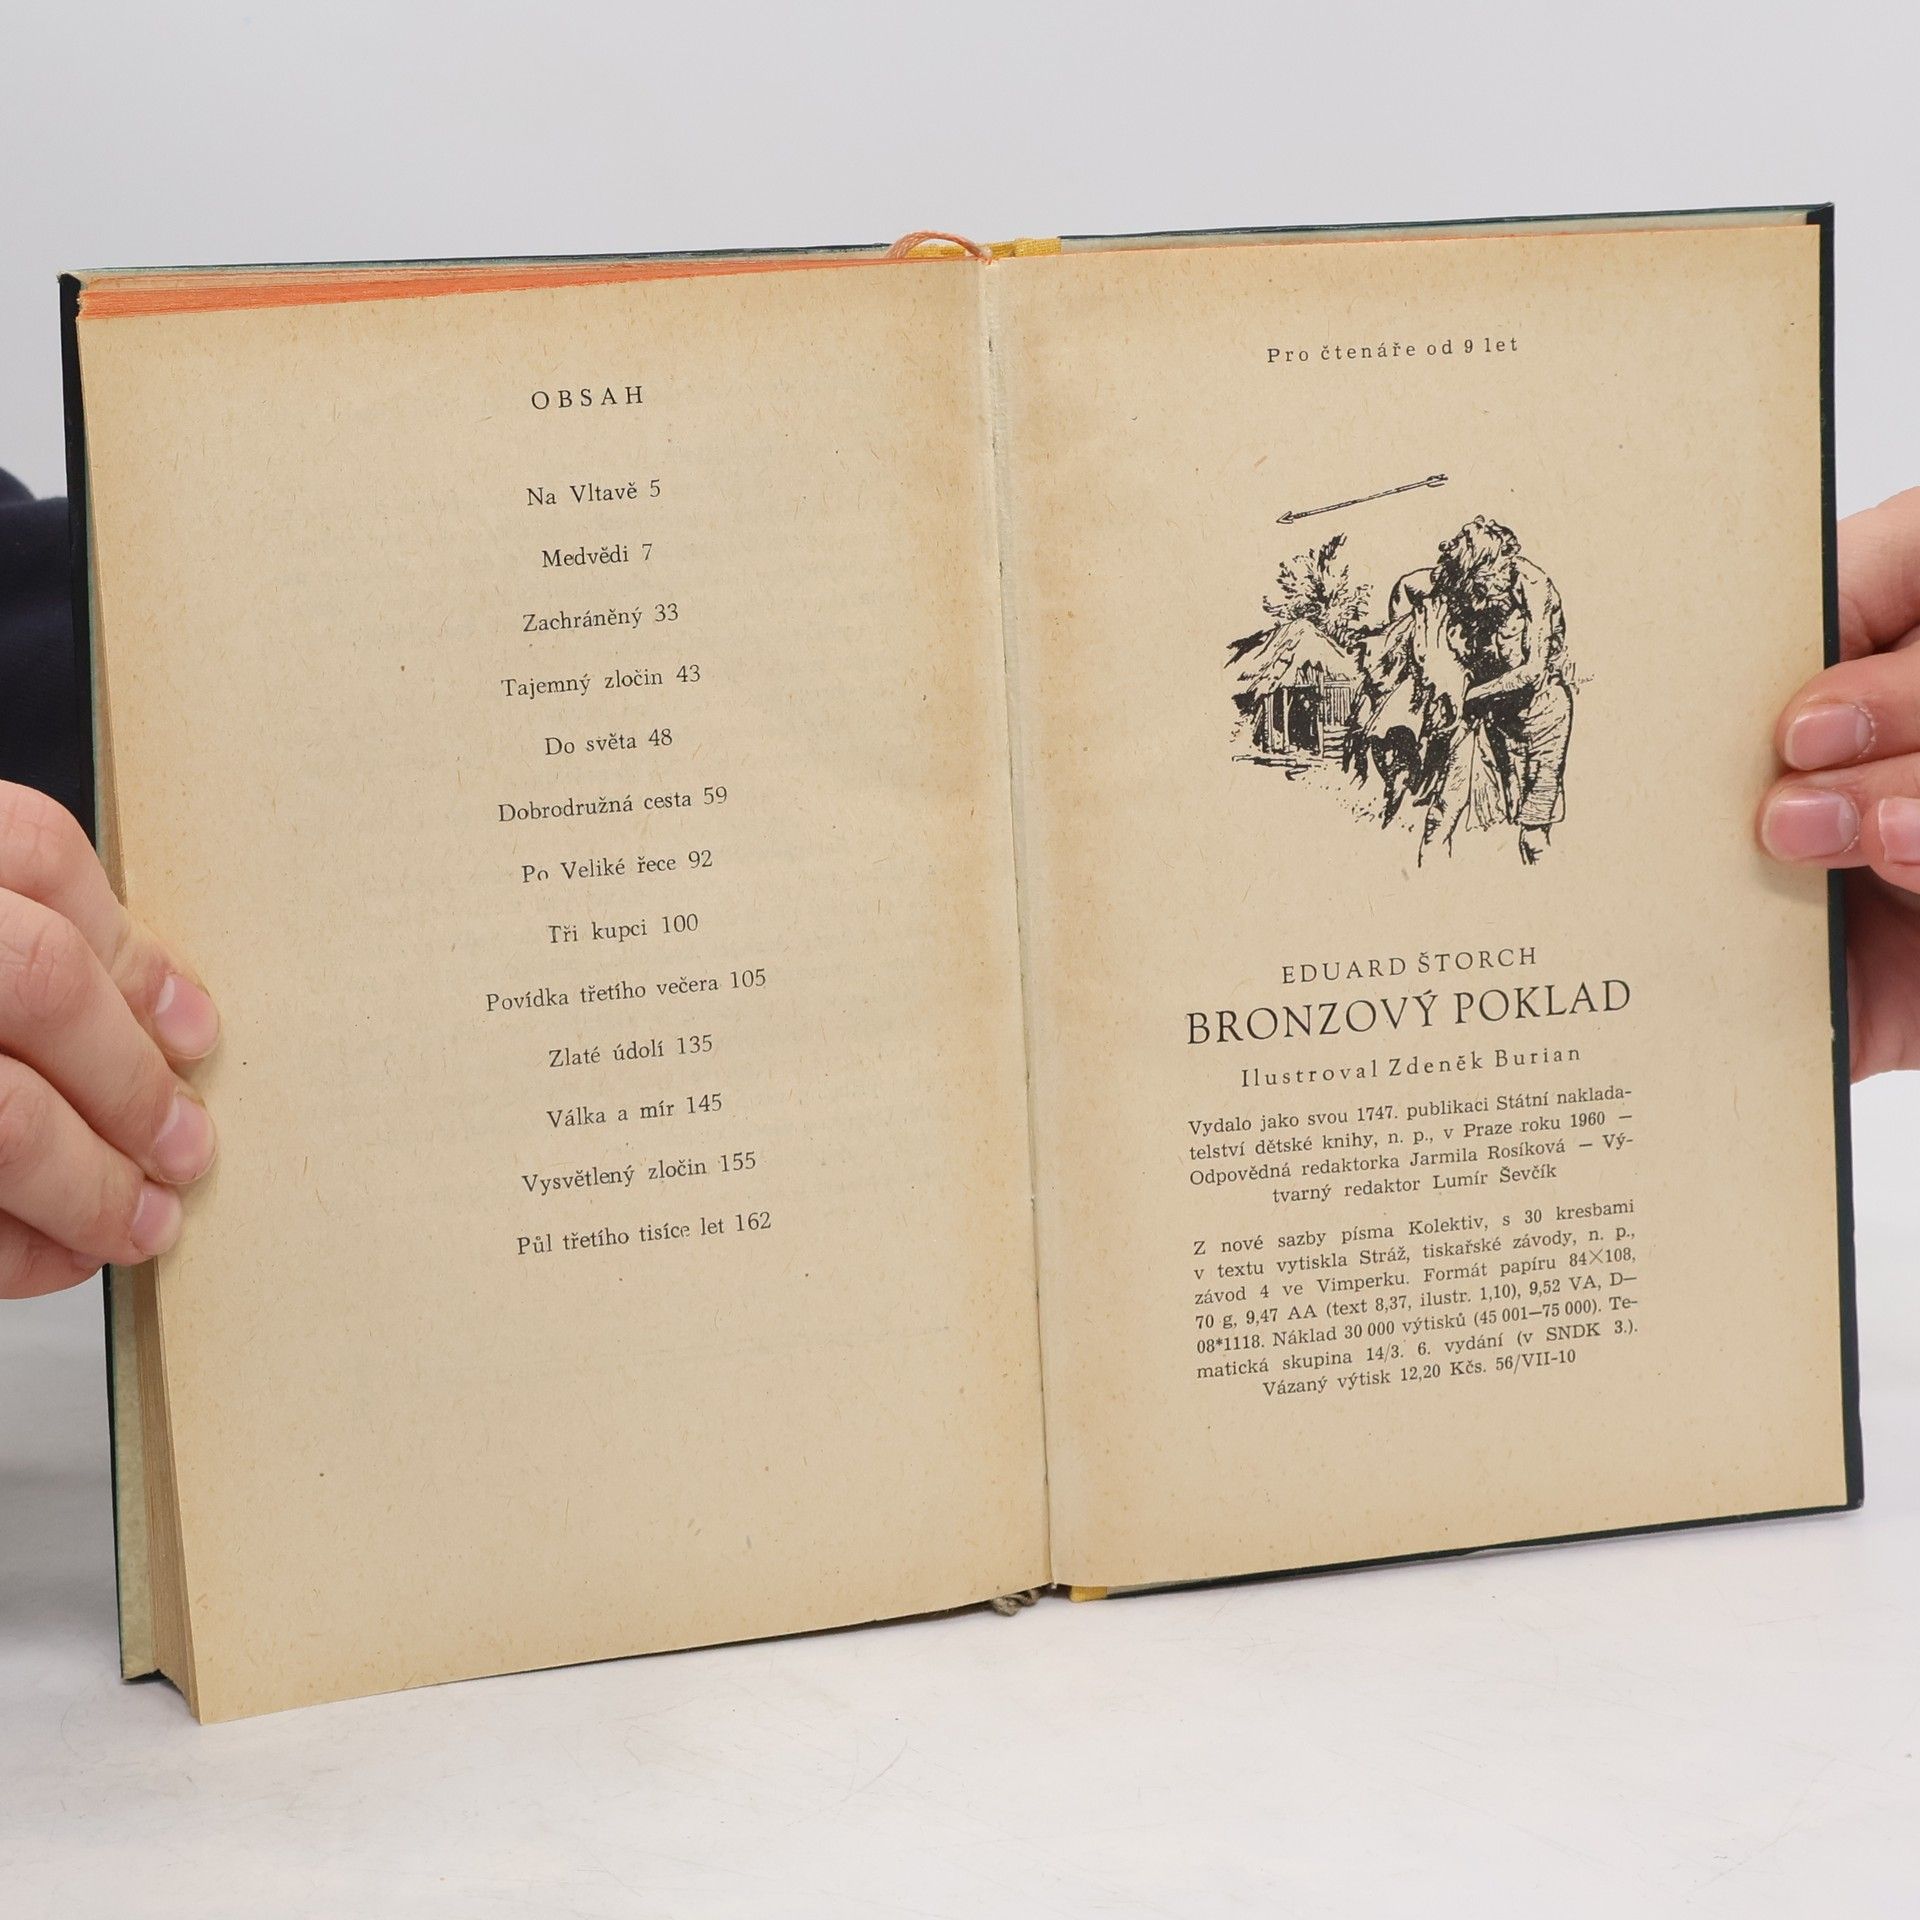 OBSAH
Na Vltavě 5
Medvědi 7
Zachráněný 33
Tajemný zločin 43
Do světa 48
Dobrodružná cesta 59
Po Veliké řece 92
Tři kupci 100
Povídka třetího večera 105
Zlaté údolí 135
Válka a mír 145
Vysvětlený zločin 155
Půl třetího tisíce let 162
Pro čtenáře od 9 let
EDUARD ŠTORCH
BRONZOVÝ POKLAD
Ilustroval Zdeněk Burian
Vydalo jako svou 1747. publikaci Státní naklada-
telství dětské knihy, n. p., v Praze roku 1960 —
Odpovědná redaktorka Jarmila Rosíková — Vý-
tvarný redaktor Lumír Ševčík
Z nové sazby písma Kolektiv, s 30 kresbami
v textu vytiskla Stráž, tiskařské závody, n. p.,
závod 4 ve Vimperku. Formát papíru 84×108,
70 g, 9,47 AA (text 8,37, ilustr. 1,10), 9,52 VA, D—
08*1118. Náklad 30 000 výtisků (45 001—75 000). Te-
matická skupina 14/3. 6. vydání (v SNDK 3.).
Vázaný výtisk 12,20 Kčs. 56/VII-10